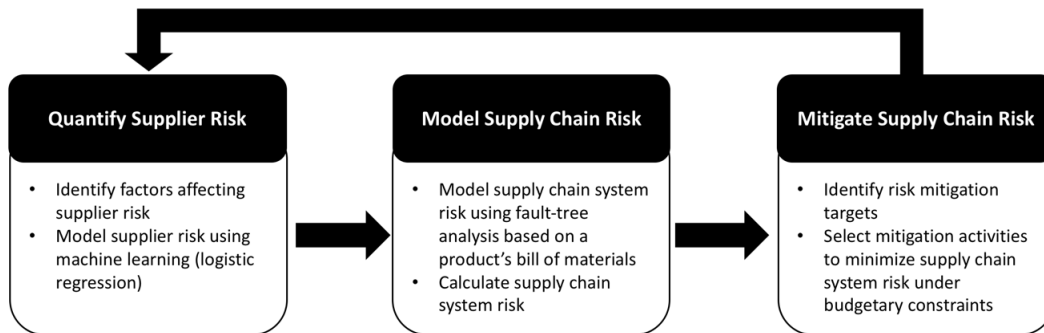 Quantify Supplier Risk
• Identify factors affecting
supplier risk
• Model supplier risk using
machine learning (logistic
regression)
Model Supply Chain Risk
• Model supply chain system
risk using fault-tree
analysis based on a
product's bill of materials
• Calculate supply chain
system risk
Mitigate Supply Chain Risk
• Identify risk mitigation
targets
• Select mitigation activities
to minimize supply chain
system risk under
budgetary constraints